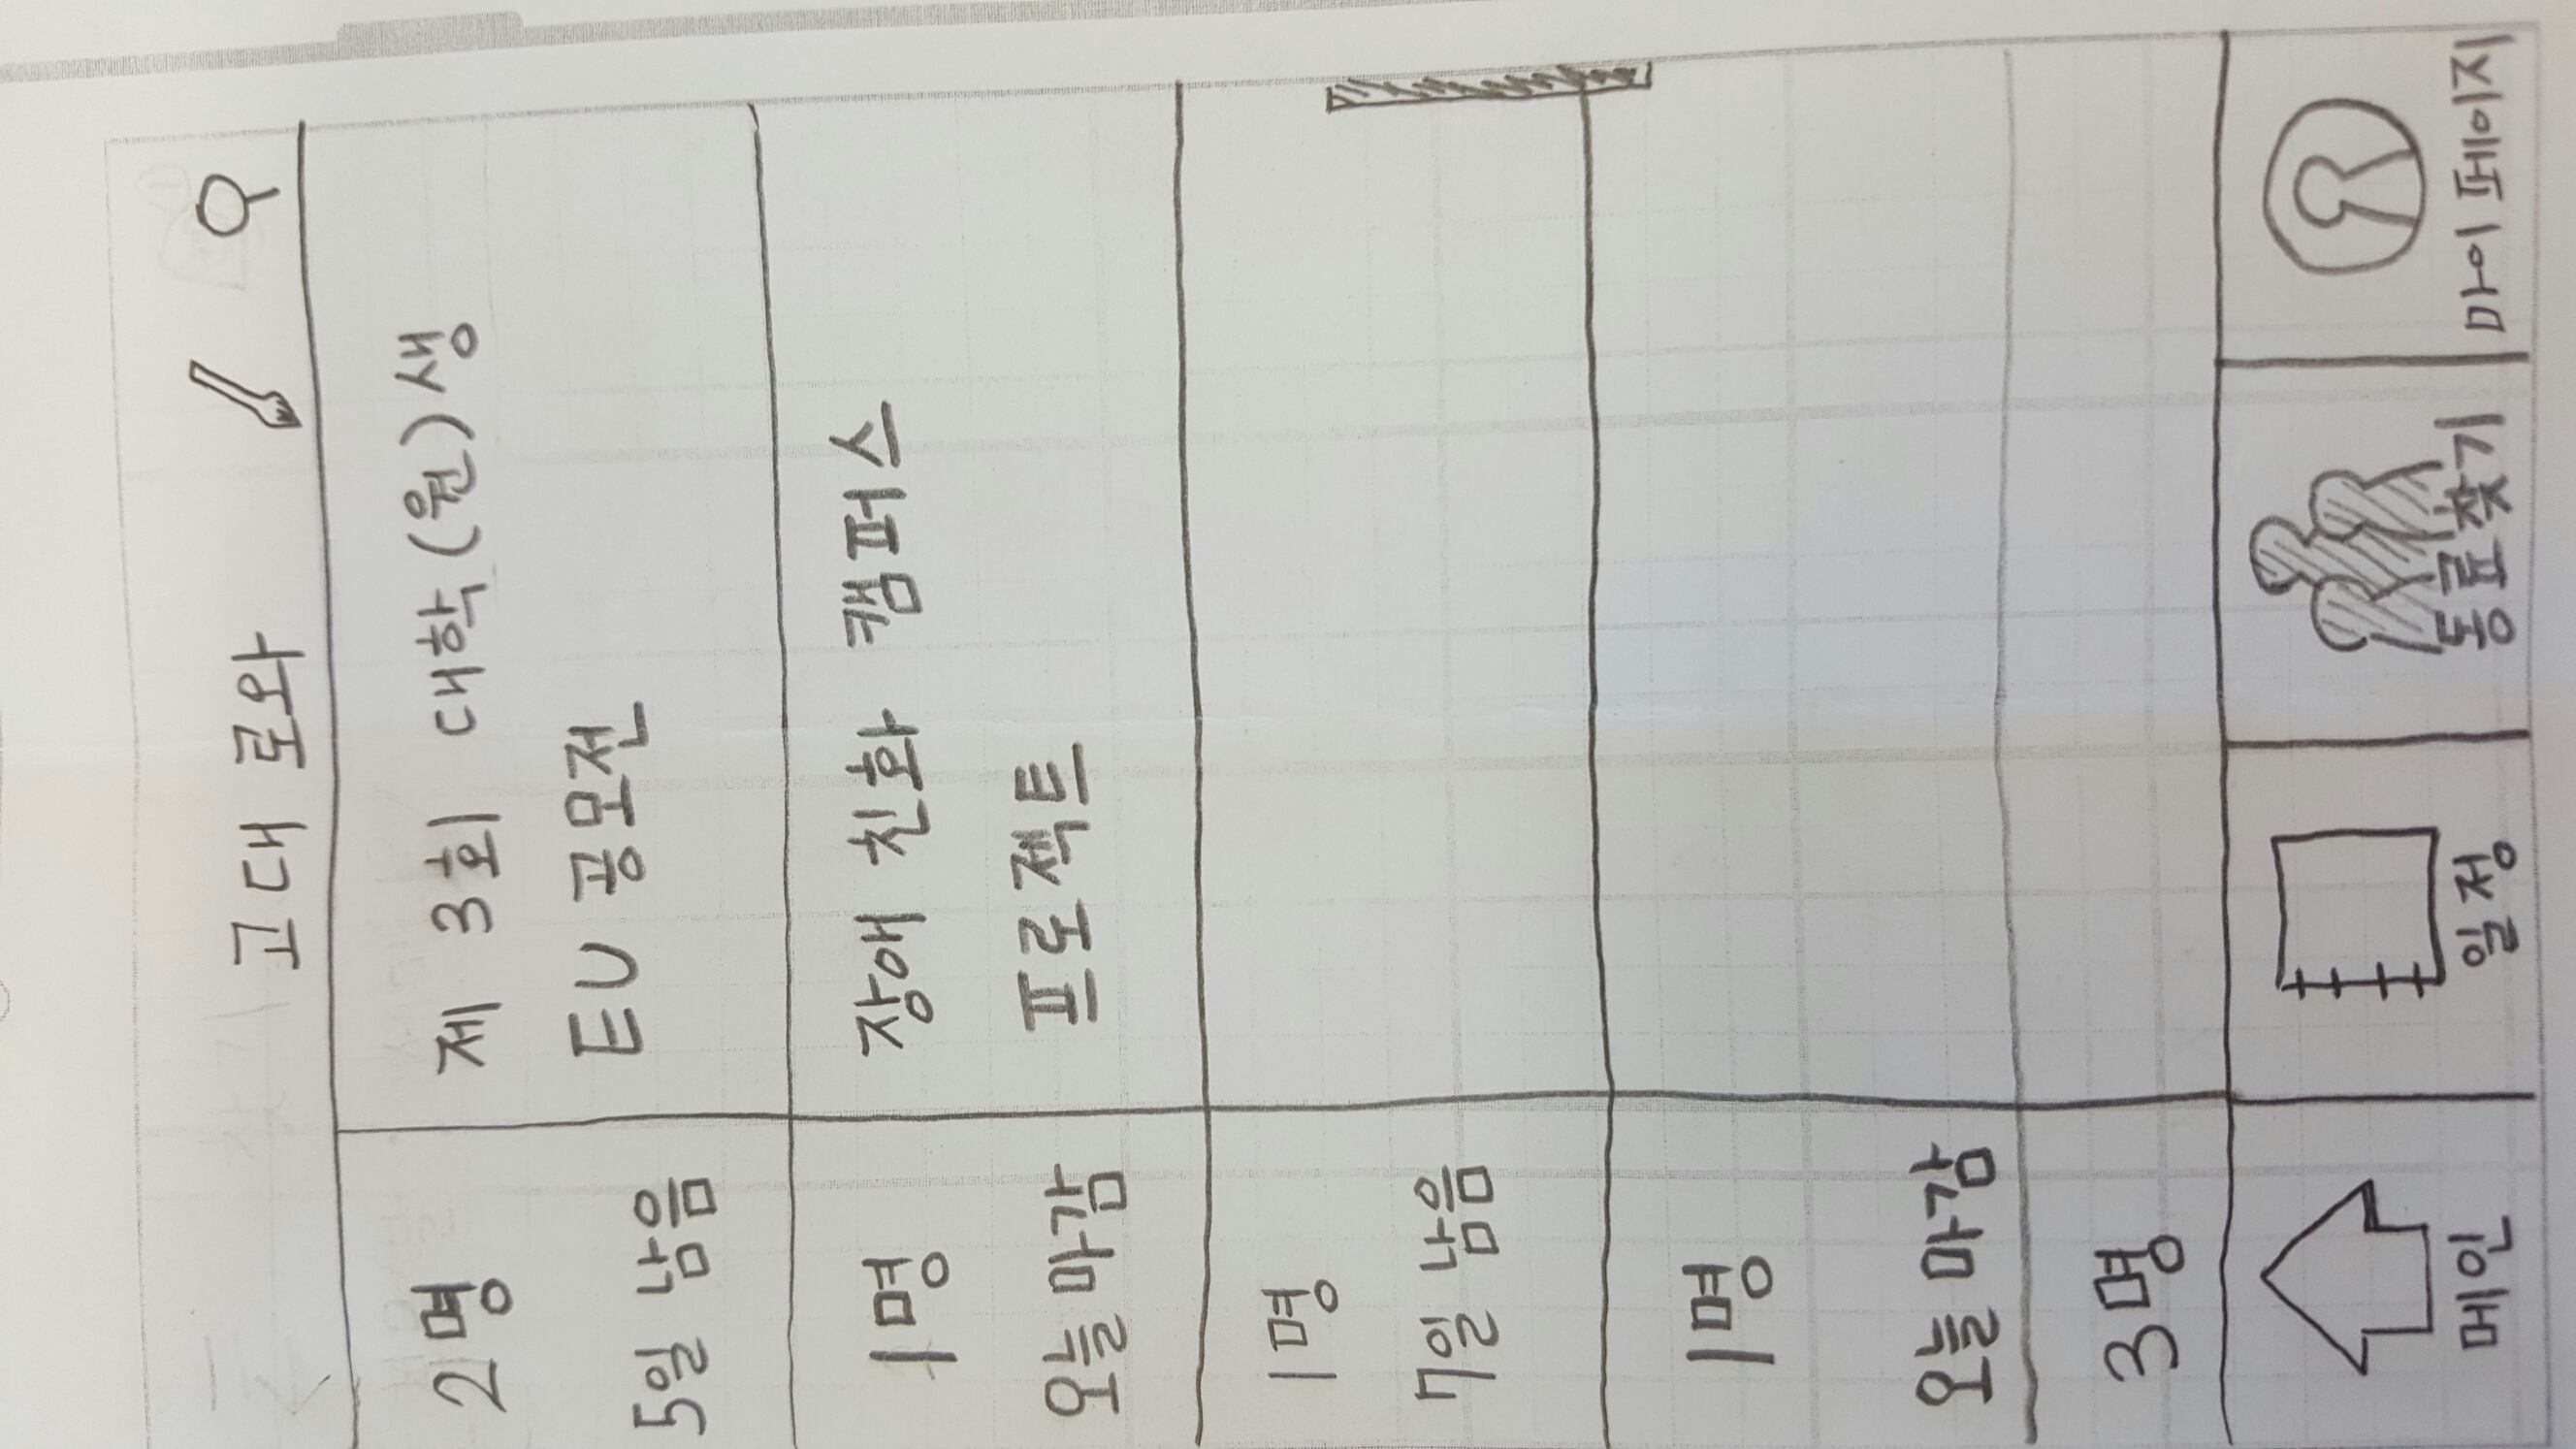 고대 로와
2명
제 3회 대학(원)생
EU 공모전
5일 남음
1명
장애 친화 캠퍼스
프로젝트
오늘 마감
1명
7일 남음
1명
오늘 마감
3명
메인
일정
동료찾기
마이 페이지